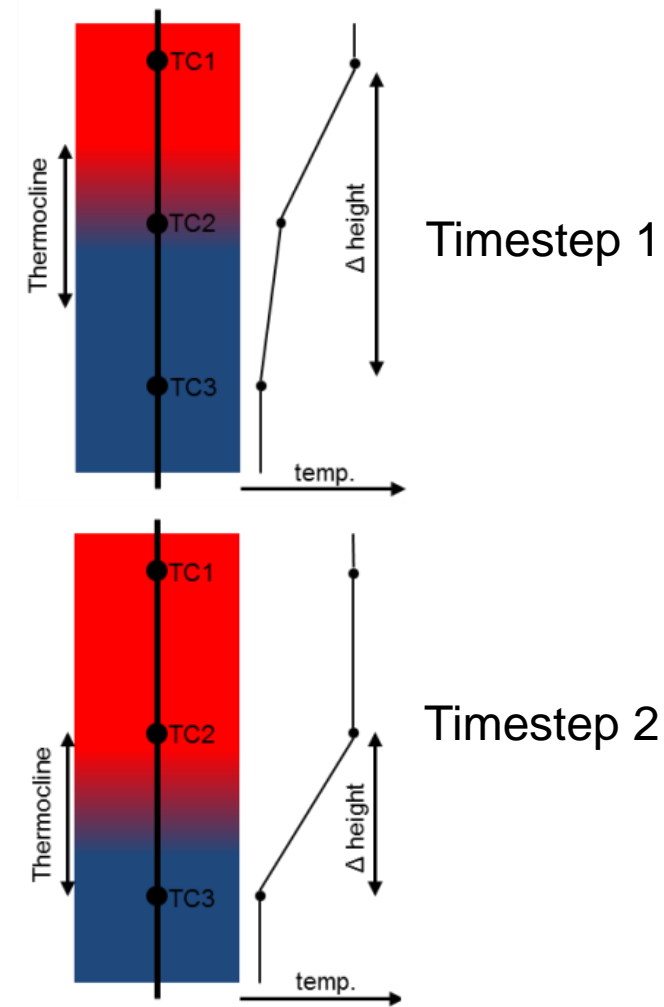 TC1
Thermocline
TC2
Δ height
Timestep 1
TC3
temp.
TC1
TC2
Timestep 2
Thermocline
Δ height
TC3
temp.